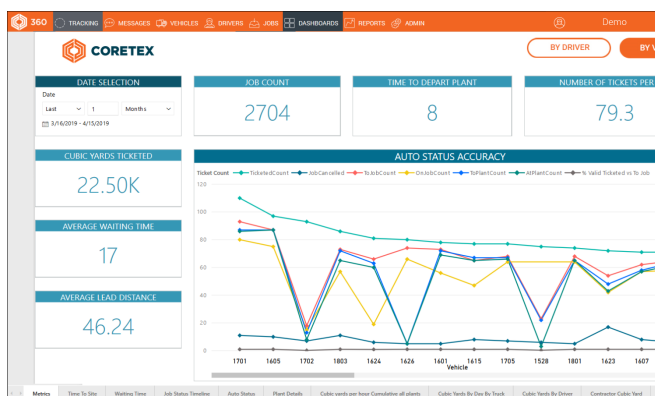 360 TRACKING MESSAGES VEHICLES DRIVERS JOBS DASHBOARDS REPORTS ADMIN Demo
CORETEX
BY DRIVER BY V
DATE SELECTION
Date
Last 1 Months
3/16/2019 - 4/15/2019
JOB COUNT
2704
TIME TO DEPART PLANT
8
NUMBER OF TICKETS PER
79.3
CUBIC YARDS TICKETED
22.50K
AVERAGE WAITING TIME
17
AVERAGE LEAD DISTANCE
46.24
AUTO STATUS ACCURACY
Ticket Count TicketedCount JobCancelled ToJobCount OnJobCount ToPlantCount AtPlantCount % Valid Ticketed vs To Job
120
100
80
60
40
20
0
1701 1605 1702 1803 1624 1626 1601 1615 1705 1528 1801 1623 1607
Vehicle
Metrics Time To Site Waiting Time Job Status Timeline Auto Status Plant Details Cubic yards per hour Cumulative all plants Cubic Yards By Day By Truck Cubic Yards By Driver Contractor Cubic Yard